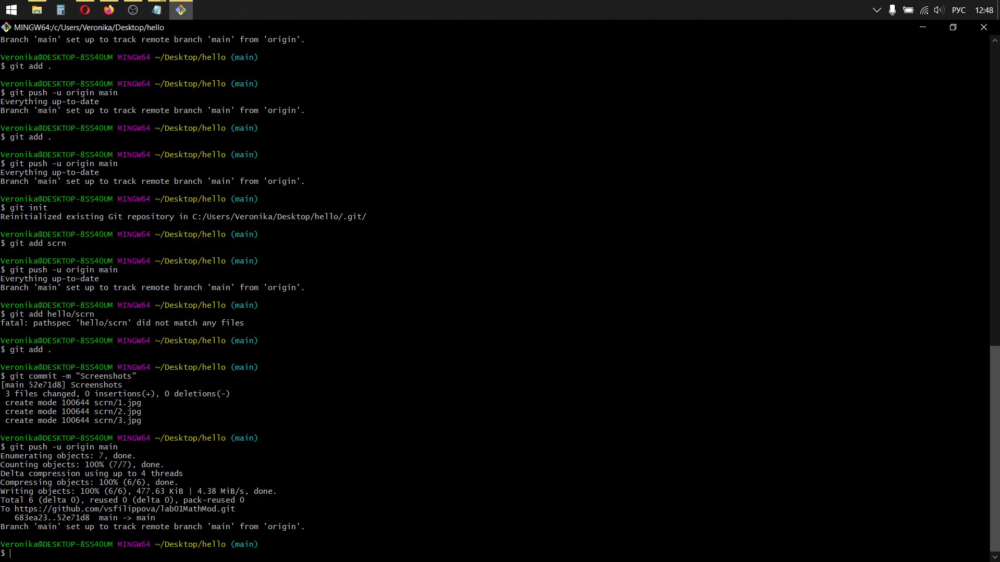 РУС 12:48
MINGW64:/c/Users/Veronika/Desktop/hello
Branch 'main' set up to track remote branch 'main' from 'origin'.
Veronika@DESKTOP-8SS4OUM MINGW64 ~/Desktop/hello (main)
$ git add .
Veronika@DESKTOP-8SS4OUM MINGW64 ~/Desktop/hello (main)
$ git push -u origin main
Everything up-to-date
Branch 'main' set up to track remote branch 'main' from 'origin'.
Veronika@DESKTOP-8SS4OUM MINGW64 ~/Desktop/hello (main)
$ git add .
Veronika@DESKTOP-8SS4OUM MINGW64 ~/Desktop/hello (main)
$ git push -u origin main
Everything up-to-date
Branch 'main' set up to track remote branch 'main' from 'origin'.
Veronika@DESKTOP-8SS4OUM MINGW64 ~/Desktop/hello (main)
$ git init
Reinitialized existing Git repository in C:/Users/Veronika/Desktop/hello/.git/
Veronika@DESKTOP-8SS4OUM MINGW64 ~/Desktop/hello (main)
$ git add scrn
Veronika@DESKTOP-8SS4OUM MINGW64 ~/Desktop/hello (main)
$ git push -u origin main
Everything up-to-date
Branch 'main' set up to track remote branch 'main' from 'origin'.
Veronika@DESKTOP-8SS4OUM MINGW64 ~/Desktop/hello (main)
$ git add hello/scrn
fatal: pathspec 'hello/scrn' did not match any files
Veronika@DESKTOP-8SS4OUM MINGW64 ~/Desktop/hello (main)
$ git add .
Veronika@DESKTOP-8SS4OUM MINGW64 ~/Desktop/hello (main)
$ git commit -m "Screenshots"
[main 52e71d8] Screenshots
 3 files changed, 0 insertions(+), 0 deletions(-)
 create mode 100644 scrn/1.jpg
 create mode 100644 scrn/2.jpg
 create mode 100644 scrn/3.jpg
Veronika@DESKTOP-8SS4OUM MINGW64 ~/Desktop/hello (main)
$ git push -u origin main
Enumerating objects: 7, done.
Counting objects: 100% (7/7), done.
Delta compression using up to 4 threads
Compressing objects: 100% (6/6), done.
Writing objects: 100% (6/6), 477.63 KiB | 4.38 MiB/s, done.
Total 6 (delta 0), reused 0 (delta 0), pack-reused 0
To https://github.com/vsfilippova/lab01MathMod.git
   683ea23..52e71d8  main -> main
Branch 'main' set up to track remote branch 'main' from 'origin'.
Veronika@DESKTOP-8SS4OUM MINGW64 ~/Desktop/hello (main)
$